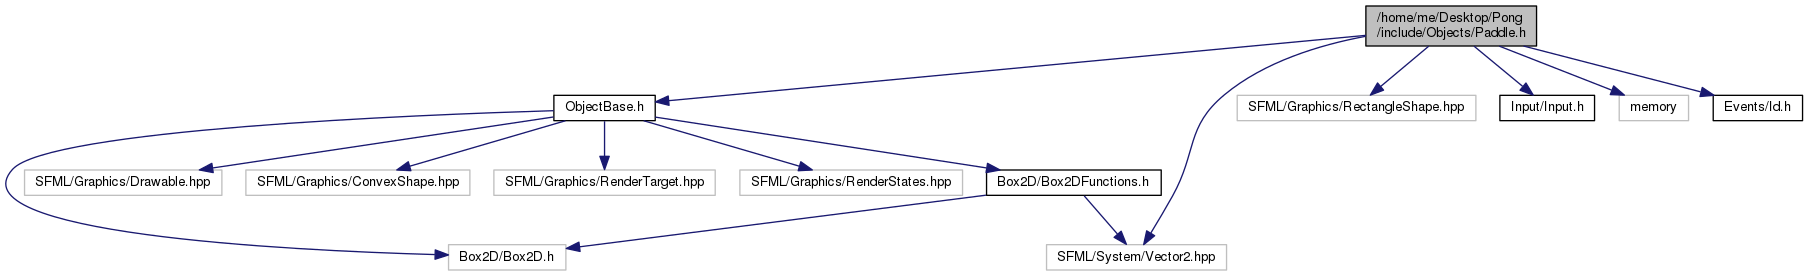 /home/me/Desktop/Pong
/include/Objects/Paddle.h
ObjectBase.h
SFML/Graphics/RectangleShape.hpp
Input/Input.h
memory
Events/Id.h
SFML/Graphics/Drawable.hpp
SFML/Graphics/ConvexShape.hpp
SFML/Graphics/RenderTarget.hpp
SFML/Graphics/RenderStates.hpp
Box2D/Box2DFunctions.h
Box2D/Box2D.h
SFML/System/Vector2.hpp